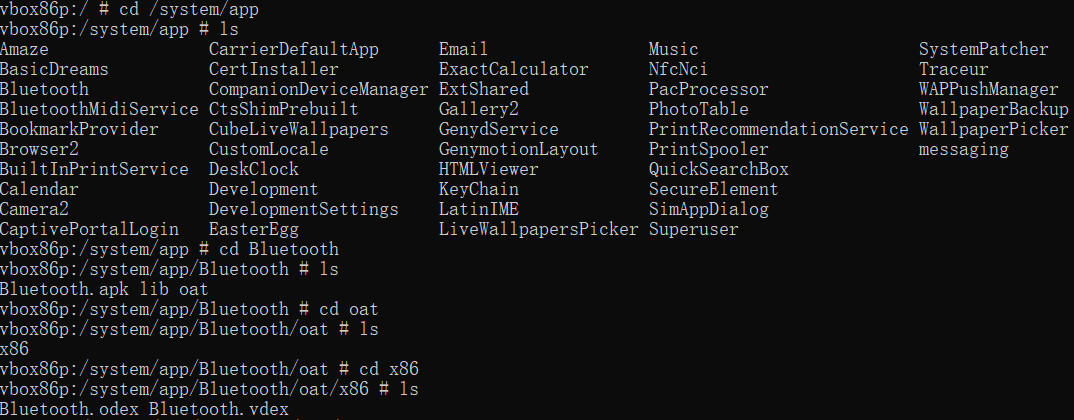 vbox86p:/ # cd /system/app
vbox86p:/system/app # ls
Amaze CarrierDefaultApp Email Music SystemPatcher
BasicDreams CertInstaller ExactCalculator NfcNci Traceur
Bluetooth CompanionDeviceManager ExtShared PacProcessor WAPPushManager
BluetoothMidiService CtsShimPrebuilt Gallery2 PhotoTable WallpaperBackup
BookmarkProvider CubeLiveWallpapers GenydService PrintRecommendationService WallpaperPicker
Browser2 CustomLocale GenymotionLayout PrintSpooler messaging
BuiltInPrintService DeskClock HTMLViewer QuickSearchBox
Calendar Development KeyChain SecureElement
Camera2 DevelopmentSettings LatinIME SimAppDialog
CaptivePortalLogin EasterEgg LiveWallpapersPicker Superuser
vbox86p:/system/app # cd Bluetooth
vbox86p:/system/app/Bluetooth # ls
Bluetooth.apk lib oat
vbox86p:/system/app/Bluetooth # cd oat
vbox86p:/system/app/Bluetooth/oat # ls
x86
vbox86p:/system/app/Bluetooth/oat # cd x86
vbox86p:/system/app/Bluetooth/oat/x86 # ls
Bluetooth.odex Bluetooth.vdex